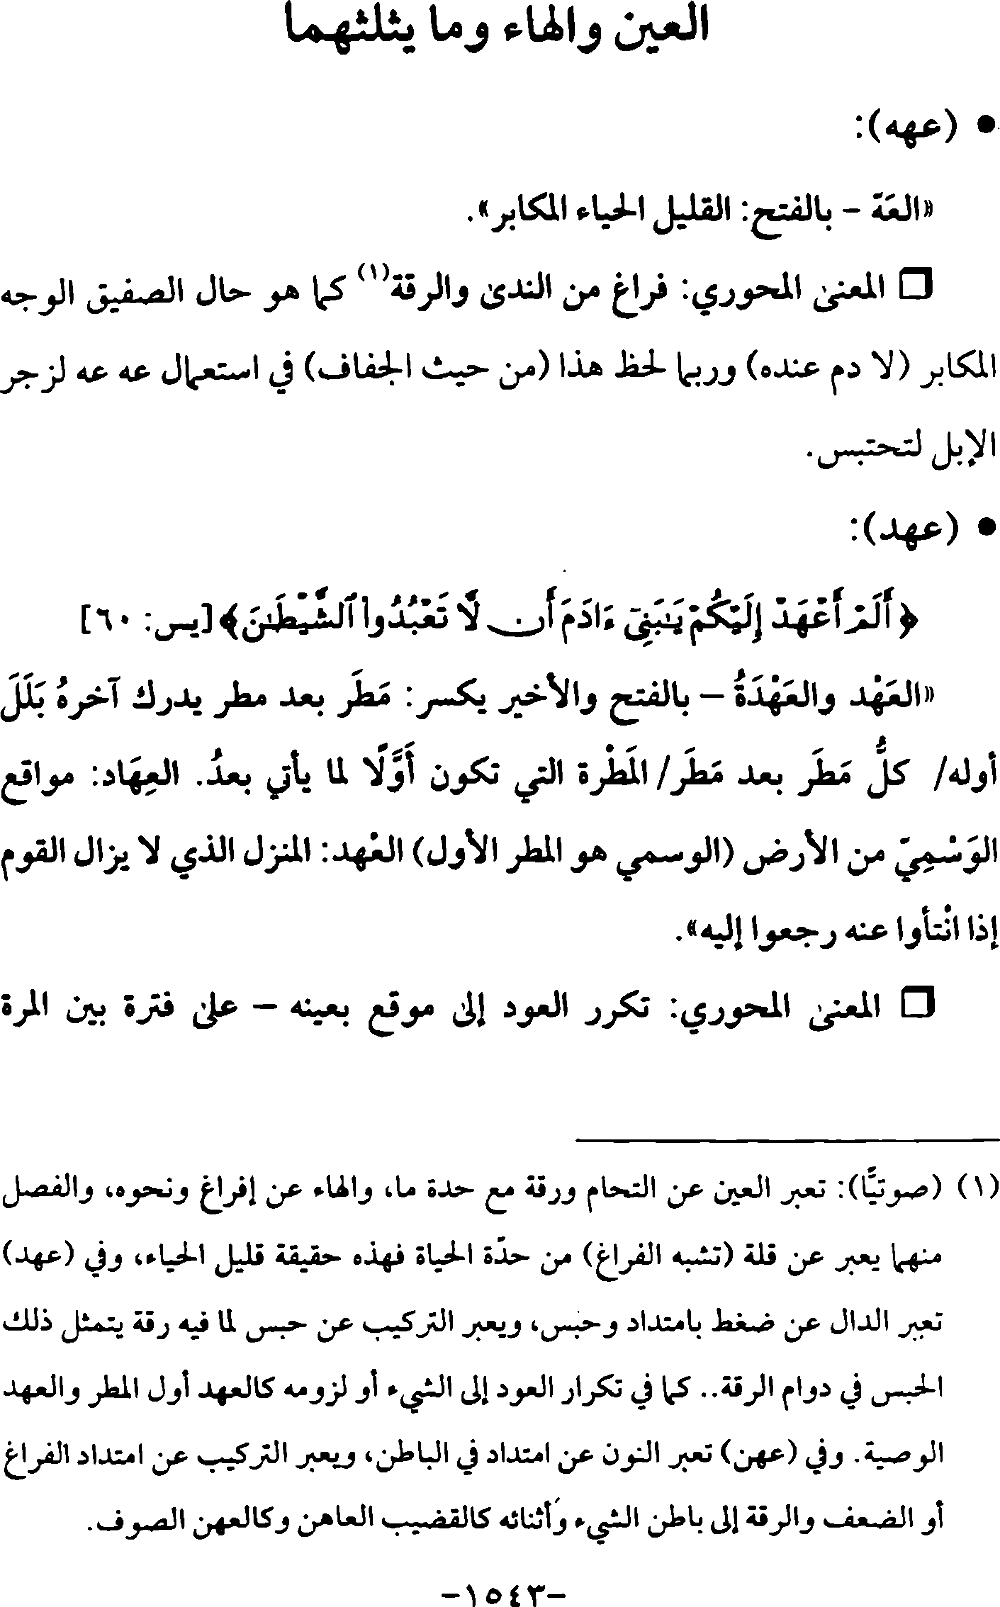 العين والهاء وما يثلثهما
• (عهه):
«العَهّ - بالفتح: القليل الحياء المكابر».
❒ المعنى المحوري: فراغ من الندى والرقة(١) كما هو حال الصفيق الوجه
المكابر (لا دم عنده) وربما لحظ هذا (من حيث الجفاف) في استعمال عه عه لزجر
الإبل لتحتبس.
• (عهد):
﴿أَلَمْ أَعْهَدْ إِلَيْكُمْ يَٰبَنِىٓ ءَادَمَ أَن لَّا تَعْبُدُوا۟ ٱلشَّيْطَٰنَ﴾ [يس: ٦٠]
«العَهْد والعَهْدَةُ - بالفتح والأخير يكسر: مَطَر بعد مطر يدرك آخرهُ بَلَلَ
أوله/ كلُّ مَطَر بعد مَطَر/ المَطْرة التي تكون أَوَّلًا لما يأتي بعدُ. العِهَاد: مواقع
الوَسْمِيّ من الأرض (الوسمي هو المطر الأول) العْهد: المنزل الذي لا يزال القوم
إذا انْتأوا عنه رجعوا إليه».
❒ المعنى المحوري: تكرر العود إلى موقع بعينه - على فترة بين المرة
(١) (صوتيًّا): تعبر العين عن التحام ورقة مع حدة ما، والهاء عن إفراغ ونحوه، والفصل
منهما يعبر عن قلة (تشبه الفراغ) من حدّة الحياة فهذه حقيقة قليل الحياء، وفي (عهد)
تعبر الدال عن ضغط بامتداد وحبس، ويعبر التركيب عن حبس لما فيه رقة يتمثل ذلك
الحبس في دوام الرقة.. كما في تكرار العود إلى الشيء أو لزومه كالعهد أول المطر والعهد
الوصية. وفي (عهن) تعبر النون عن امتداد في الباطن، ويعبر التركيب عن امتداد الفراغ
أو الضعف والرقة إلى باطن الشيء وأثنائه كالقضيب العاهن وكالعهن الصوف.
-١٥٤٣-